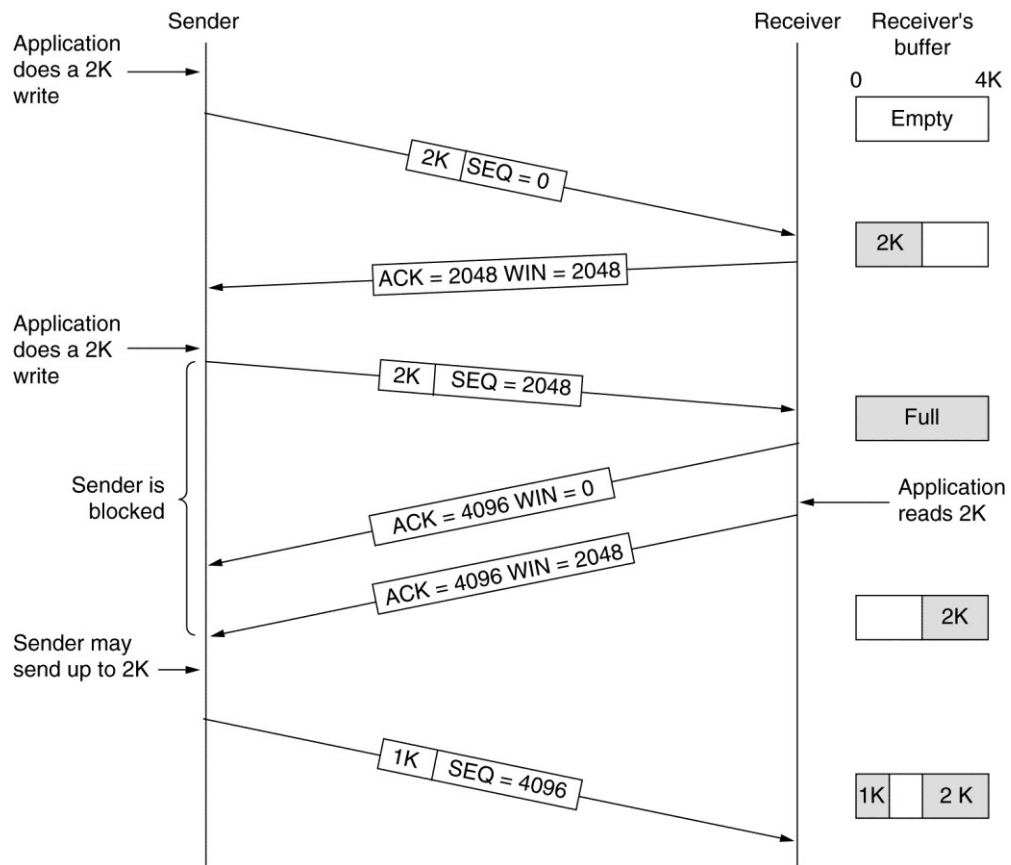 Sender
Receiver
Receiver's
buffer
Application
does a 2K
write
0
4K
Empty
2K
SEQ = 0
2K
ACK = 2048 WIN = 2048
Application
does a 2K
write
2K
SEQ = 2048
Full
Sender is
blocked
ACK = 4096 WIN = 0
Application
reads 2K
ACK = 4096 WIN = 2048
2K
Sender may
send up to 2K
1K
SEQ = 4096
1K
2 K